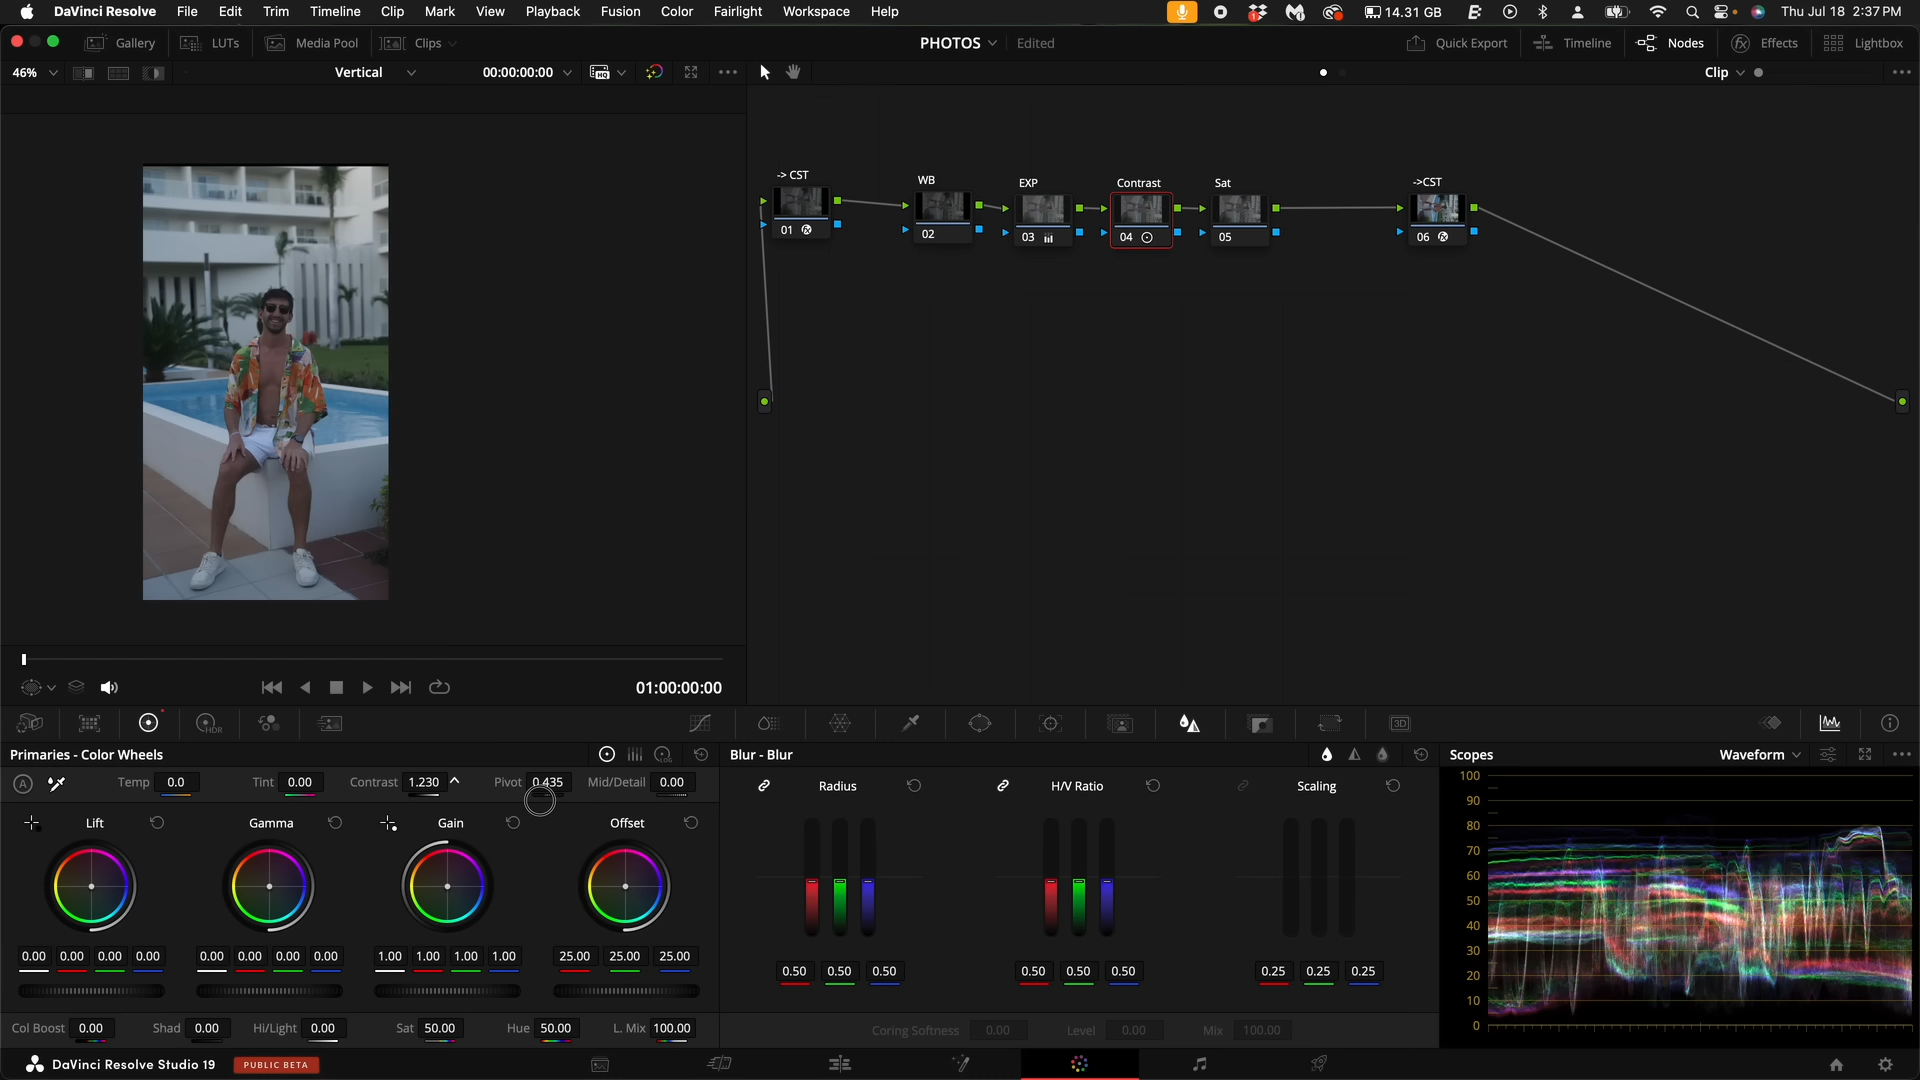 DaVinci Resolve File Edit Trim Timeline Clip Mark View Playback Fusion Color Fairlight Workspace Help 1 14.31 GB Thu Jul 18 2:37 PM
Gallery LUTs Media Pool Clips PHOTOS Edited Quick Export Timeline Nodes Effects Lightbox
46% Vertical 00:00:00:00 HQ Clip
-> CST WB EXP Contrast Sat ->CST
01 02 03 04 05 06
01:00:00:00
HDR 3D
Primaries - Color Wheels LOG Blur - Blur Scopes Waveform
A Temp 0.0 Tint 0.00 Contrast 1.230 Pivot 0.435 Mid/Detail 0.00 Radius H/V Ratio Scaling
Lift Gamma Gain Offset
0.00 0.00 0.00 0.00 0.00 0.00 0.00 0.00 1.00 1.00 1.00 1.00 25.00 25.00 25.00
0.50 0.50 0.50 0.50 0.50 0.50 0.25 0.25 0.25
Col Boost 0.00 Shad 0.00 Hi/Light 0.00 Sat 50.00 Hue 50.00 L. Mix 100.00 Coring Softness 0.00 Level 0.00 Mix 100.00
100
90
80
70
60
50
40
30
20
10
0
DaVinci Resolve Studio 19 PUBLIC BETA